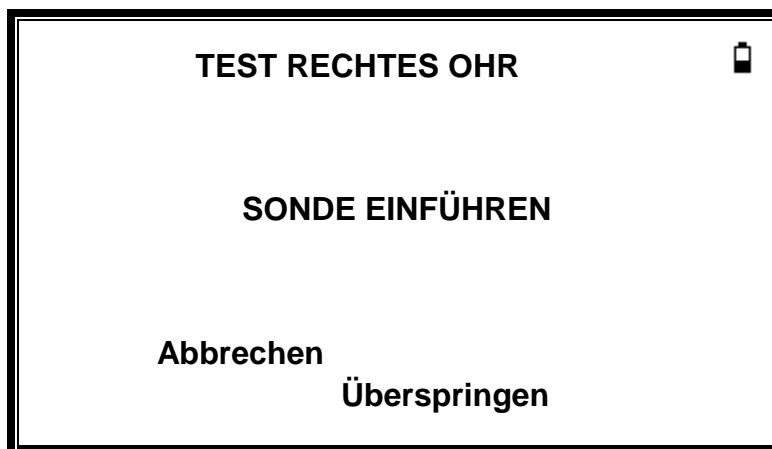 TEST RECHTES OHR
SONDE EINFÜHREN
Abbrechen
Überspringen